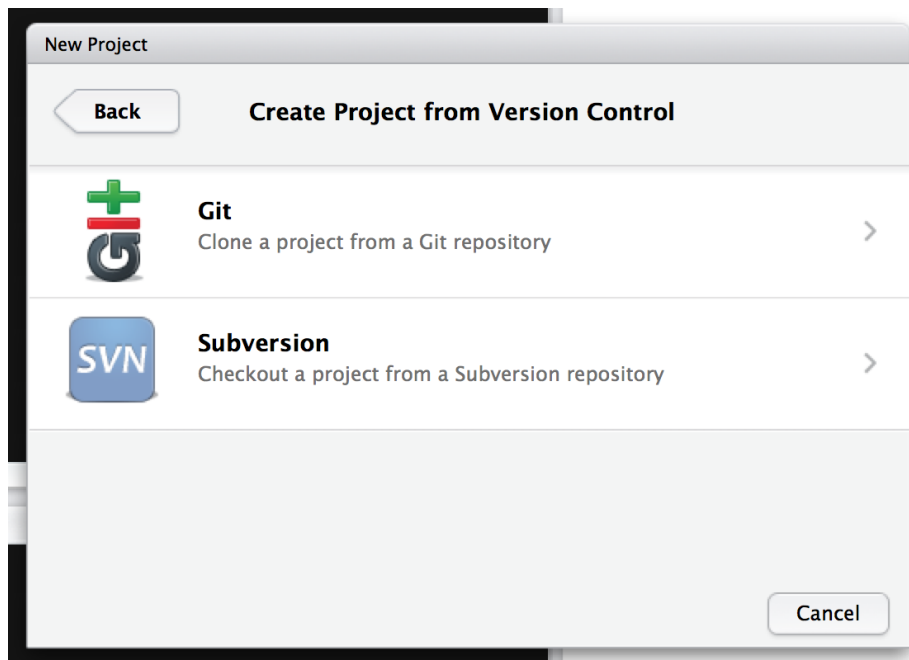 New Project
Back
Create Project from Version Control
Git
Clone a project from a Git repository
SVN
Subversion
Checkout a project from a Subversion repository
Cancel